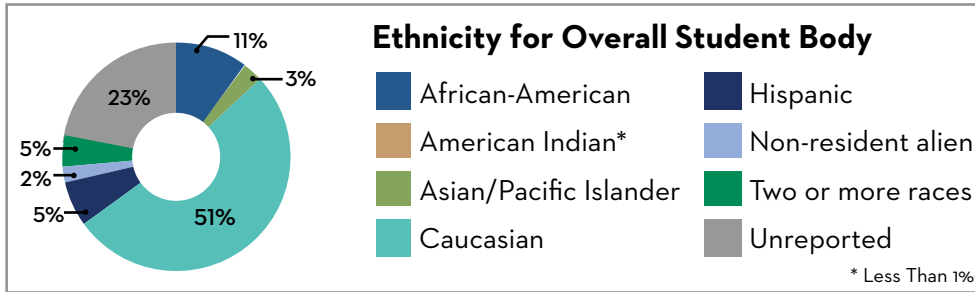 Ethnicity for Overall Student Body
11%
3%
23%
5%
2%
5%
51%
African-American
American Indian*
Asian/Pacific Islander
Caucasian
Hispanic
Non-resident alien
Two or more races
Unreported
* Less Than 1%